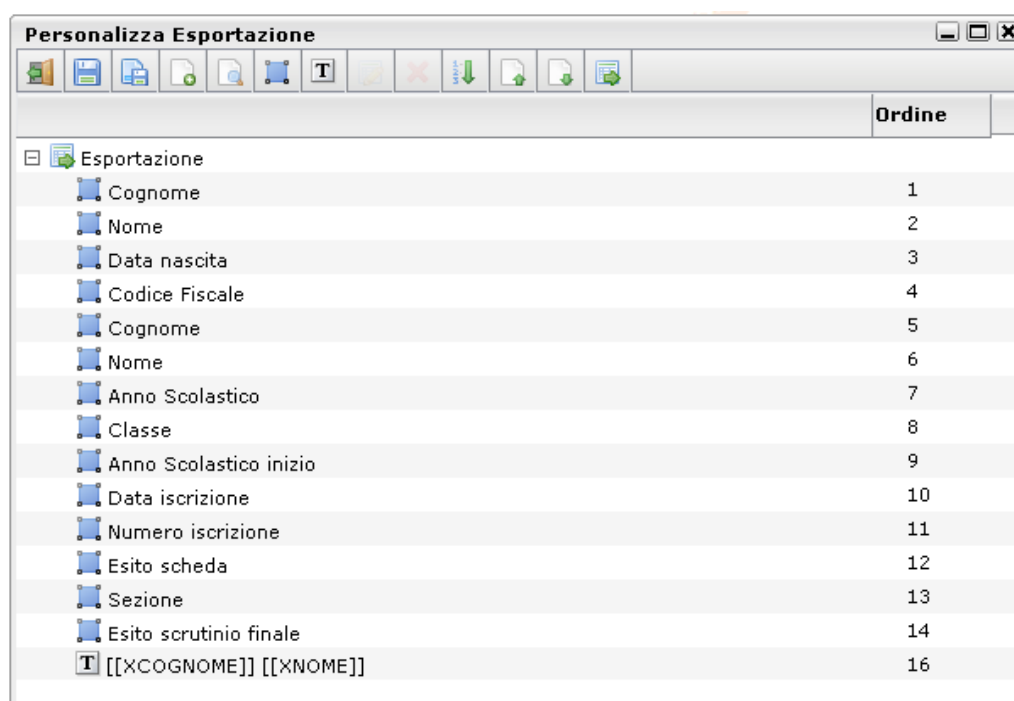 Personalizza Esportazione
T
Ordine
Esportazione
Cognome 1
Nome 2
Data nascita 3
Codice Fiscale 4
Cognome 5
Nome 6
Anno Scolastico 7
Classe 8
Anno Scolastico inizio 9
Data iscrizione 10
Numero iscrizione 11
Esito scheda 12
Sezione 13
Esito scrutinio finale 14
T [[XCOGNOME]] [[XNOME]] 16